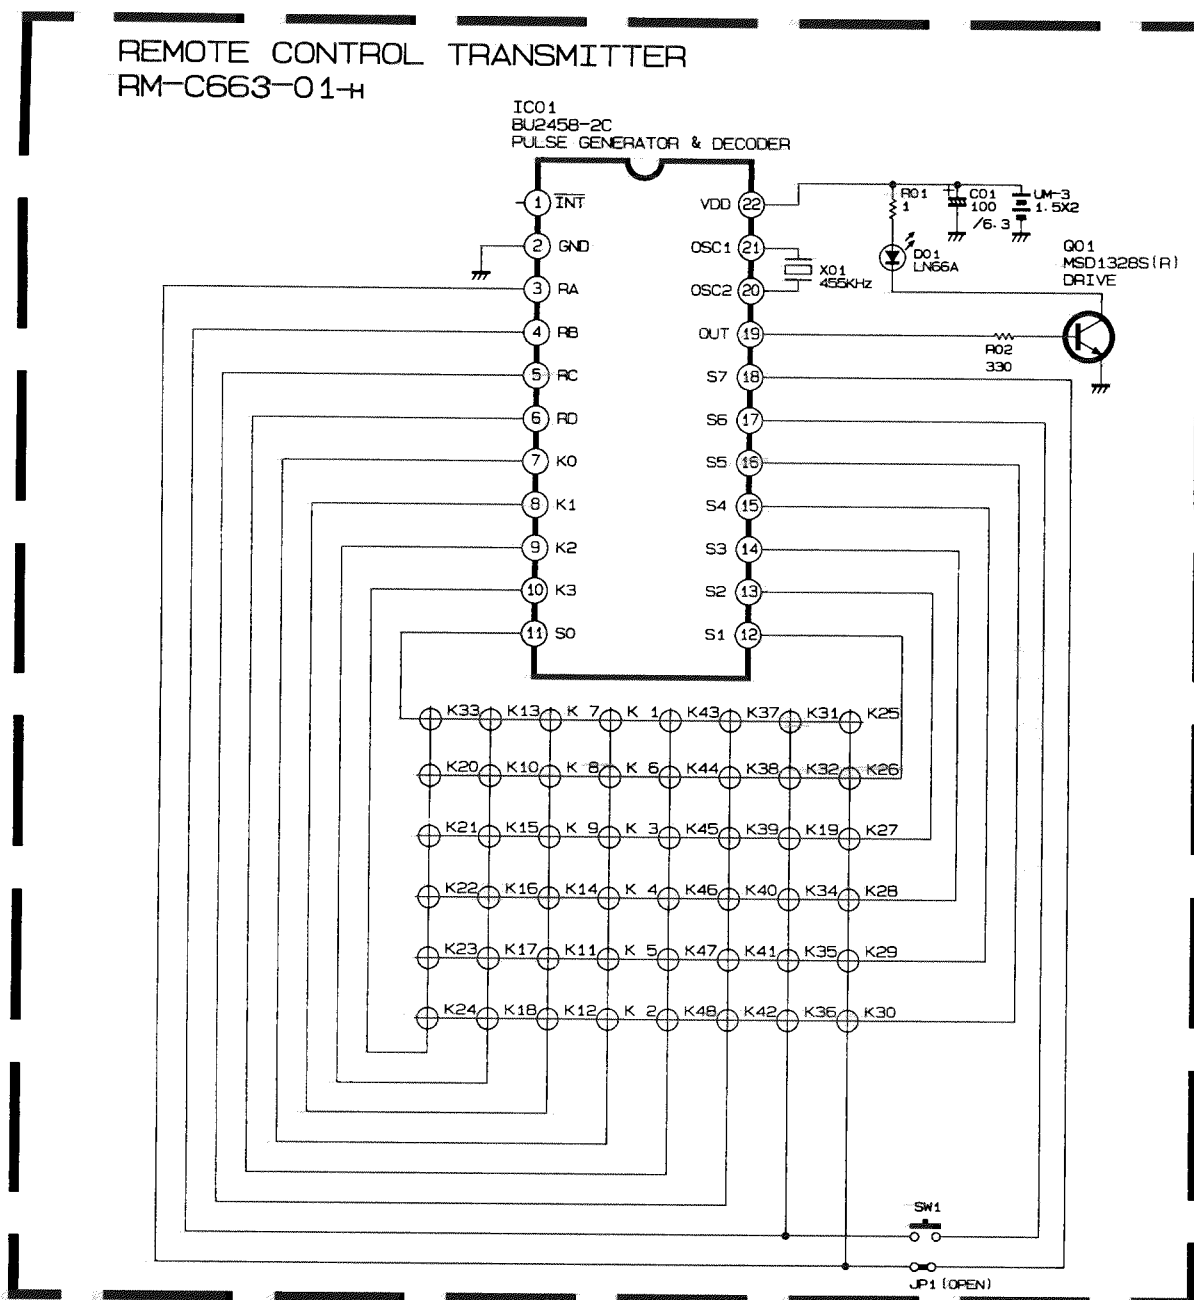 REMOTE CONTROL TRANSMITTER
RM-C663-01-H
IC01
BU2458-2C
PULSE GENERATOR & DECODER
1 INT
2 GND
3 RA
4 RB
5 RC
6 RD
7 K0
8 K1
9 K2
10 K3
11 S0
VDD 22
OSC1 21
OSC2 20
OUT 19
S7 18
S6 17
S5 16
S4 15
S3 14
S2 13
S1 12
R01
1
+ C01
100
/6.3
UM-3
1.5X2
D01
LN66A
X01
455KHz
Q01
MSD1328S(R)
DRIVE
R02
330
K33 K13 K 7 K 1 K43 K37 K31 K25
K20 K10 K 8 K 6 K44 K38 K32 K26
K21 K15 K 9 K 3 K45 K39 K19 K27
K22 K16 K14 K 4 K46 K40 K34 K28
K23 K17 K11 K 5 K47 K41 K35 K29
K24 K18 K12 K 2 K48 K42 K36 K30
SW1
JP1 (OPEN)